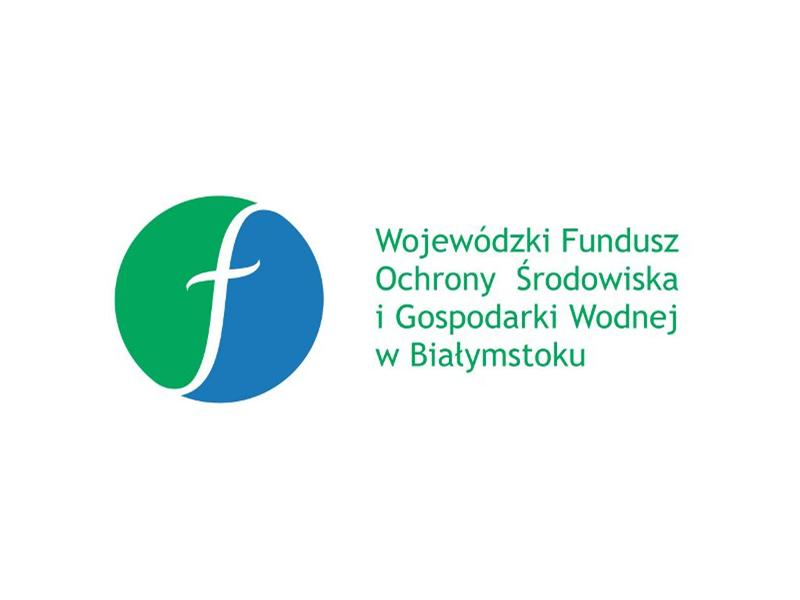 f
Wojewódzki Fundusz
Ochrony Środowiska
i Gospodarki Wodnej
w Białymstoku